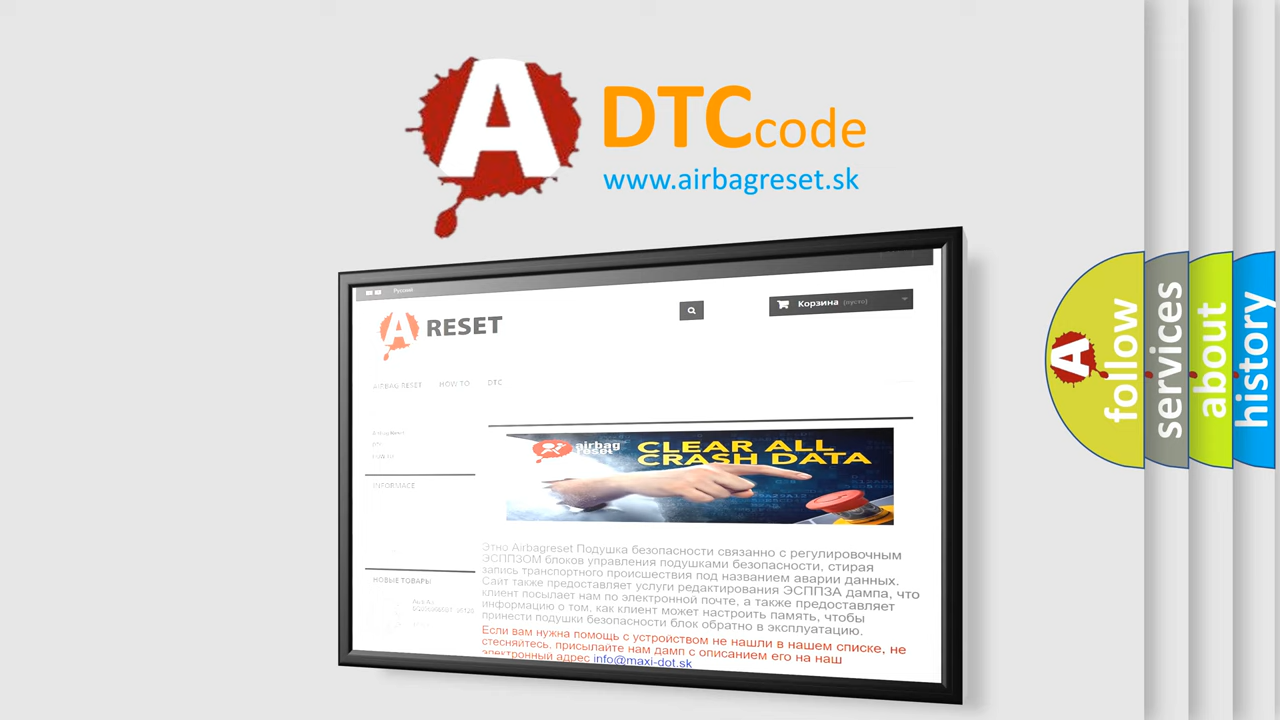 A
DTCcode
www.airbagreset.sk
Русский
A RESET
Корзина (пусто)
AIRBAG RESET HOW TO DTC
Airbag Reset
DTC
INFORMACE
airbag
reset
CLEAR ALL
CRASH DATA
Этно Airbagreset Подушка безопасности связанно с регулировочным
ЭСППЗОМ блоков управления подушками безопасности, стирая
запись транспортного происшествия под названием аварии данных.
Сайт также предоставляет услуги редактирования ЭСППЗА дампа, что
клиент посылает нам по электронной почте, а также предоставляет
информацию о том, как клиент может настроить память, чтобы
принести подушки безопасности блок обратно в эксплуатацию.
Если вам нужна помощь с устройством не нашли в нашем списке, не
стесняйтесь, присылайте нам дамп с описанием его на наш
электронный адрес info@maxi-dot.sk
НОВЫЕ ТОВАРЫ
A
follow
services
about
history